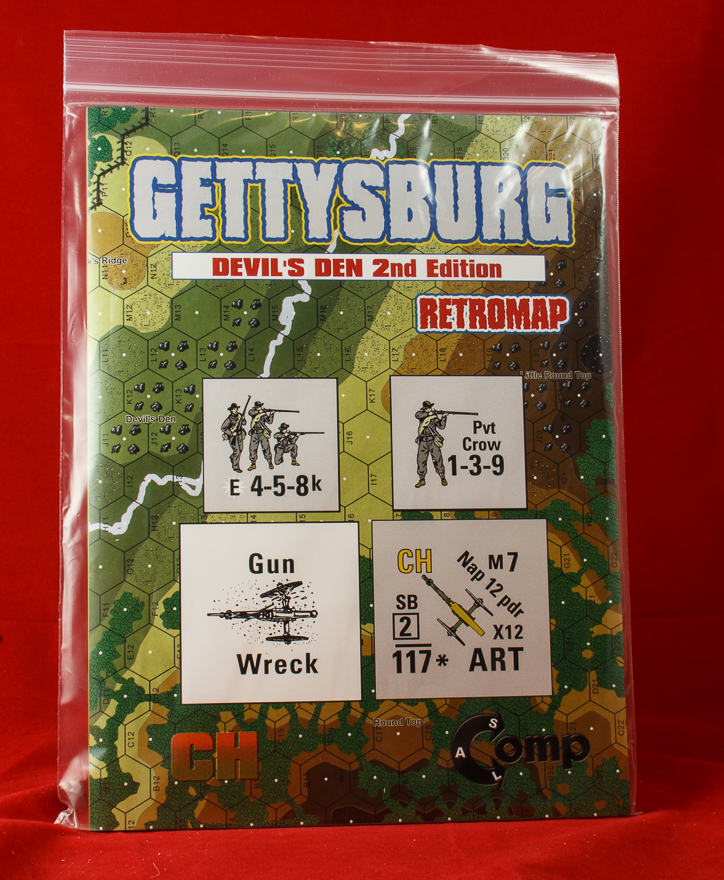 GETTYSBURG
k's Ridge
DEVIL'S DEN 2nd Edition
RETROMAP
Little Round Top
Devil's Den
E 4-5-8k
Pvt
Crow
1-3-9
Gun
Wreck
CH
M7
Nap 12 pdr
SB
2
X12
117*
ART
Round Top
CH
ASL Comp